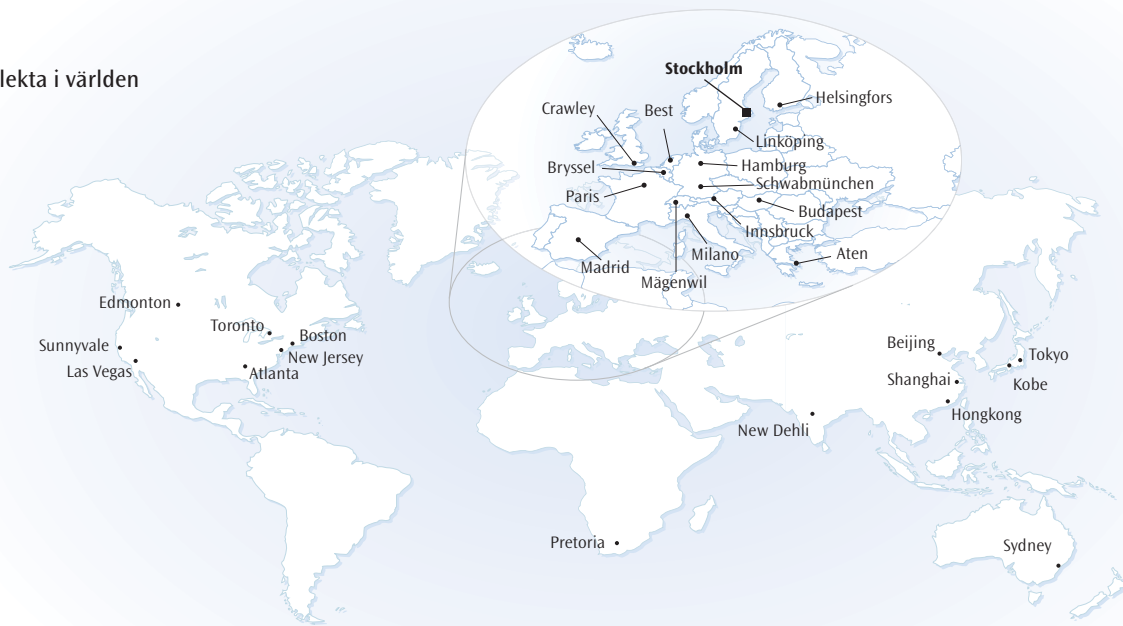 lekta i världen
Stockholm
Helsingfors
Crawley
Best
Linköping
Bryssel
Hamburg
Schwabmünchen
Paris
Budapest
Innsbruck
Milano
Aten
Madrid
Mägenwil
Edmonton
Toronto
Boston
Sunnyvale
New Jersey
Las Vegas
Atlanta
Beijing
Tokyo
Shanghai
Kobe
Hongkong
New Dehli
Pretoria
Sydney